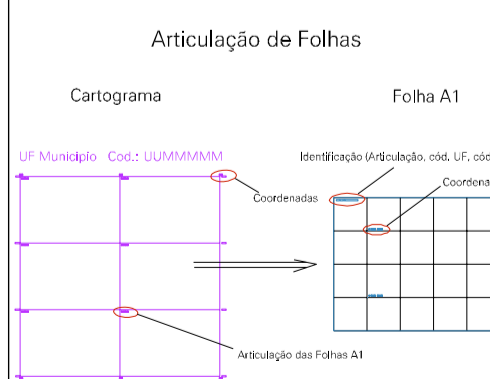 Articulação de Folhas
Cartograma
Folha A1
UF Municipio Cod.: UUMMMMM
Identificação (Articulação, cód. UF, cód
Coordenadas
Coordena
Articulação das Folhas A1